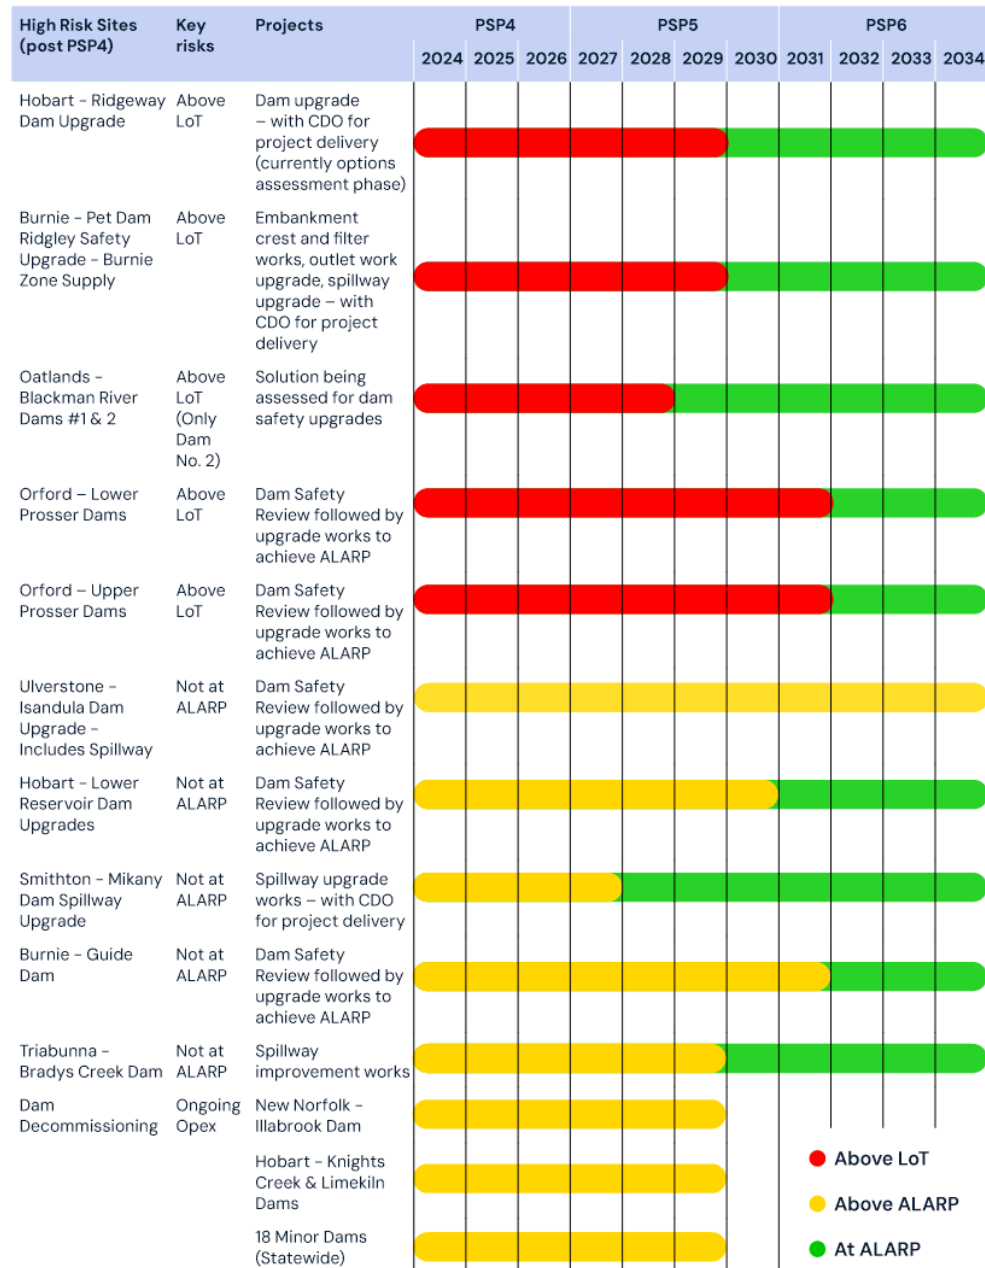 High Risk Sites
(post PSP4)
Key
risks
Projects
PSP4
PSP5
PSP6
2024
2025
2026
2027
2028
2029
2030
2031
2032
2033
2034
Hobart – Ridgeway
Dam Upgrade
Above
LoT
Dam upgrade
– with CDO for
project delivery
(currently options
assessment phase)
Burnie – Pet Dam
Ridgley Safety
Upgrade – Burnie
Zone Supply
Above
LoT
Embankment
crest and filter
works, outlet work
upgrade, spillway
upgrade – with
CDO for project
delivery
Oatlands –
Blackman River
Dams #1 & 2
Above
LoT
(Only
Dam
No. 2)
Solution being
assessed for dam
safety upgrades
Orford – Lower
Prosser Dams
Above
LoT
Dam Safety
Review followed by
upgrade works to
achieve ALARP
Orford – Upper
Prosser Dams
Above
LoT
Dam Safety
Review followed by
upgrade works to
achieve ALARP
Ulverstone –
Isandula Dam
Upgrade –
Includes Spillway
Not at
ALARP
Dam Safety
Review followed by
upgrade works to
achieve ALARP
Hobart – Lower
Reservoir Dam
Upgrades
Not at
ALARP
Dam Safety
Review followed by
upgrade works to
achieve ALARP
Smithton – Mikany
Dam Spillway
Upgrade
Not at
ALARP
Spillway upgrade
works – with CDO
for project delivery
Burnie – Guide
Dam
Not at
ALARP
Dam Safety
Review followed by
upgrade works to
achieve ALARP
Triabunna –
Bradys Creek Dam
Not at
ALARP
Spillway
improvement works
Dam
Decommissioning
Ongoing
Opex
New Norfolk –
Illabrook Dam
Hobart – Knights
Creek & Limekiln
Dams
18 Minor Dams
(Statewide)
Above LoT
Above ALARP
At ALARP